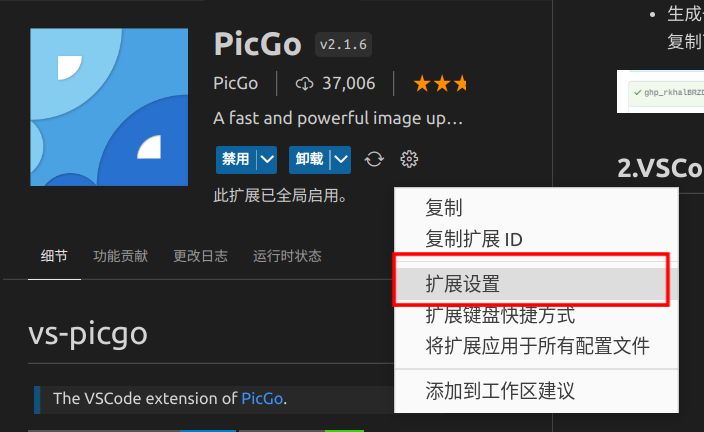 PicGo v2.1.6
PicGo 37,006
A fast and powerful image up…
禁用 卸载
此扩展已全局启用。
细节 功能贡献 更改日志 运行时状态
vs-picgo
The VSCode extension of PicGo.
复制
复制扩展 ID
扩展设置
扩展键盘快捷方式
将扩展应用于所有配置文件
添加到工作区建议
生成
复制
2.VSCo